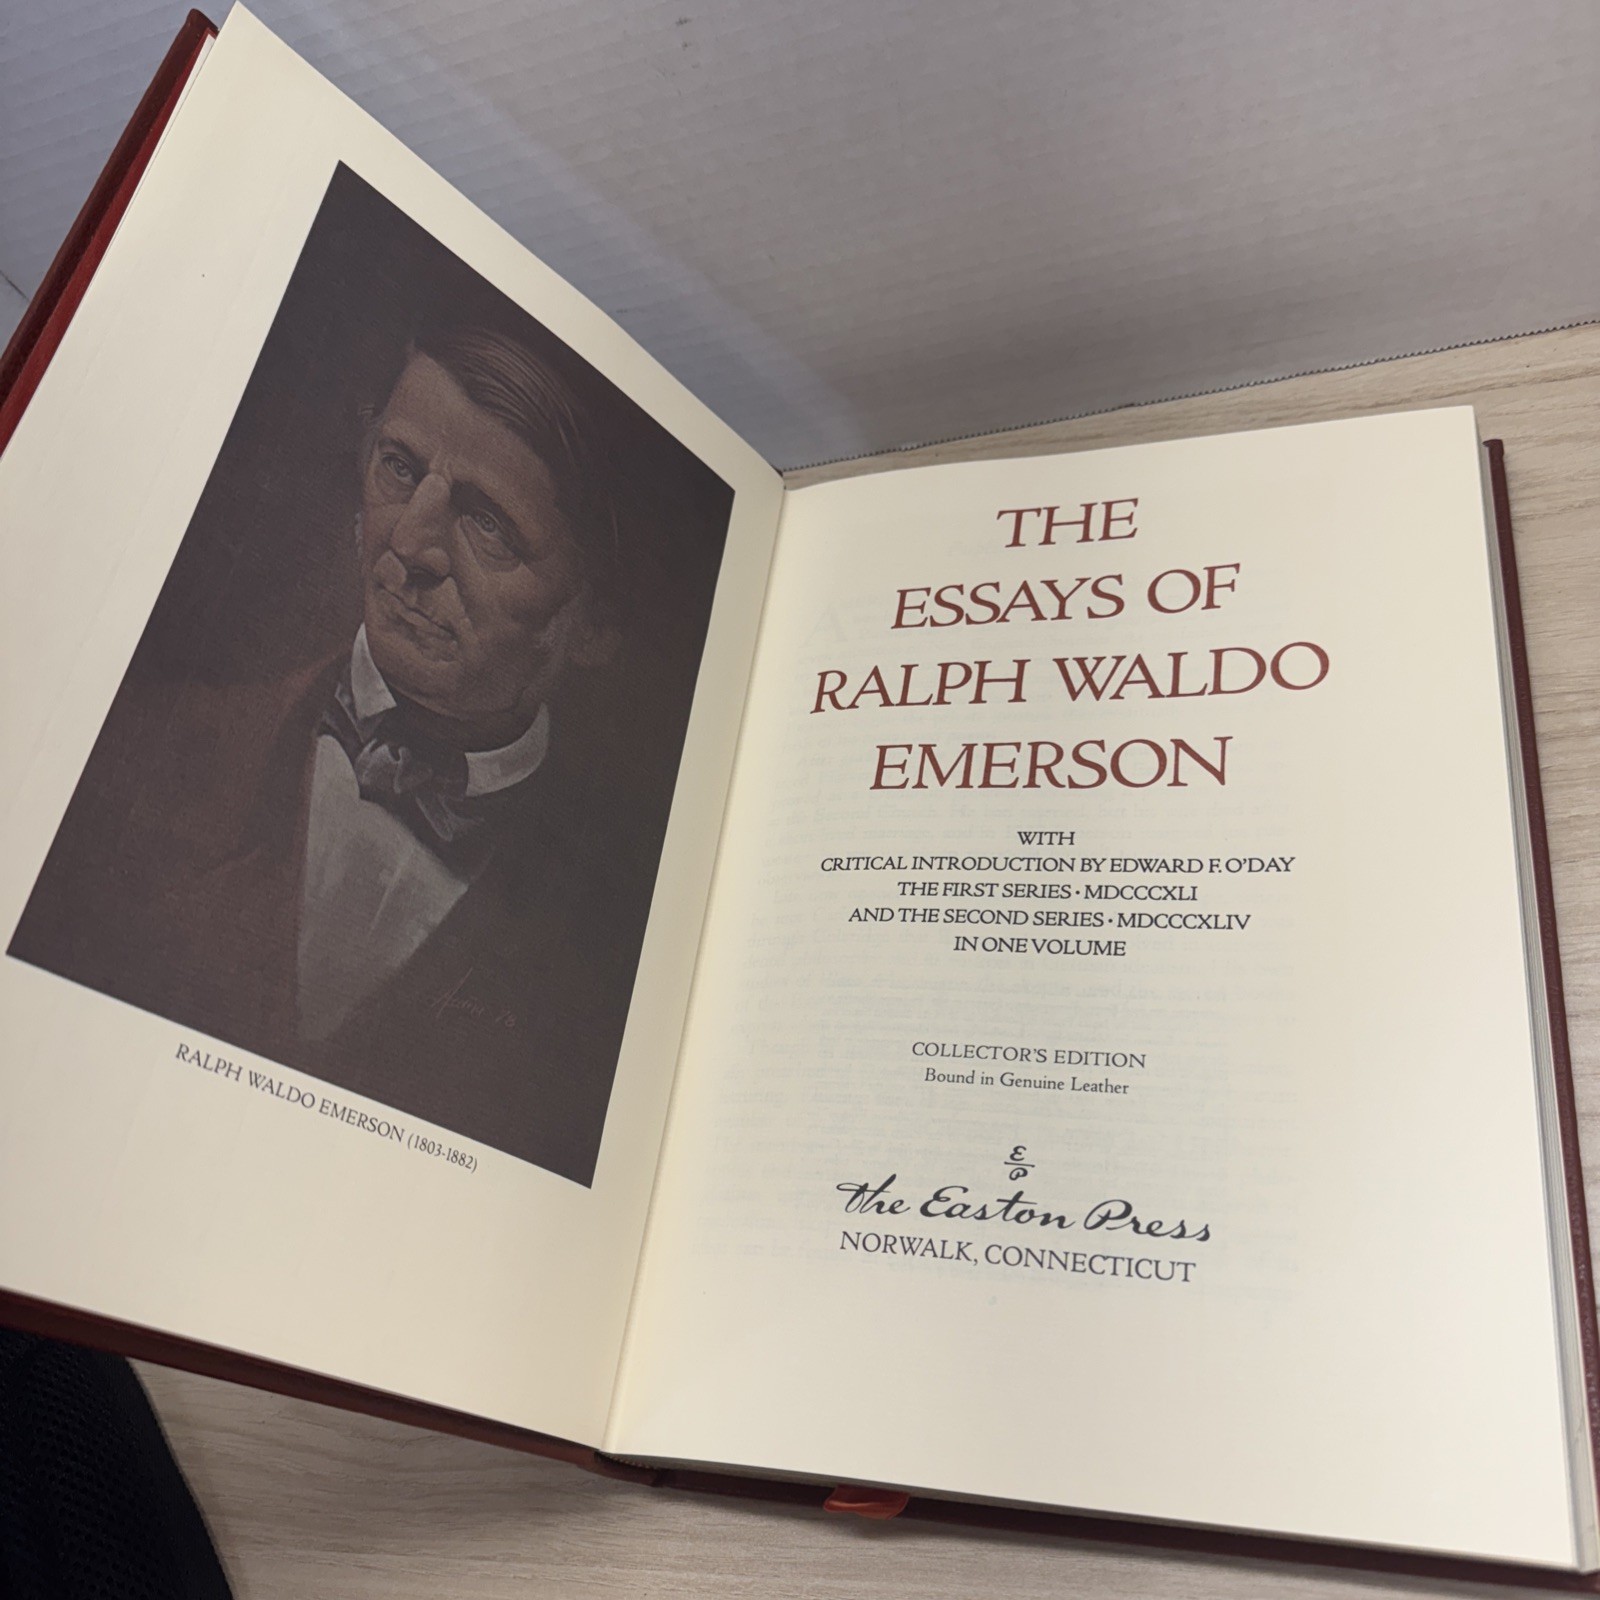 RALPH WALDO EMERSON (1803-1882)
THE
ESSAYS OF
RALPH WALDO
EMERSON
WITH
CRITICAL INTRODUCTION BY EDWARD F. O'DAY
THE FIRST SERIES · MDCCCXLI
AND THE SECOND SERIES · MDCCCXLIV
IN ONE VOLUME
COLLECTOR'S EDITION
Bound in Genuine Leather
E
P
The Easton Press
NORWALK, CONNECTICUT